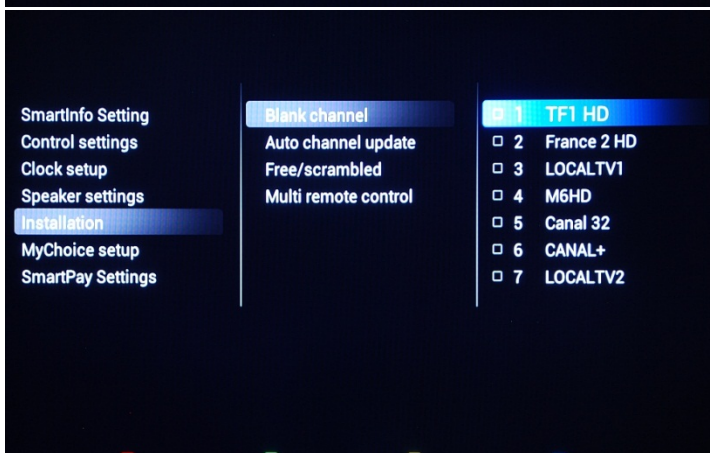 SmartInfo Setting
Control settings
Clock setup
Speaker settings
Installation
MyChoice setup
SmartPay Settings
Blank channel
Auto channel update
Free/scrambled
Multi remote control
1 TF1 HD
2 France 2 HD
3 LOCALTV1
4 M6HD
5 Canal 32
6 CANAL+
7 LOCALTV2